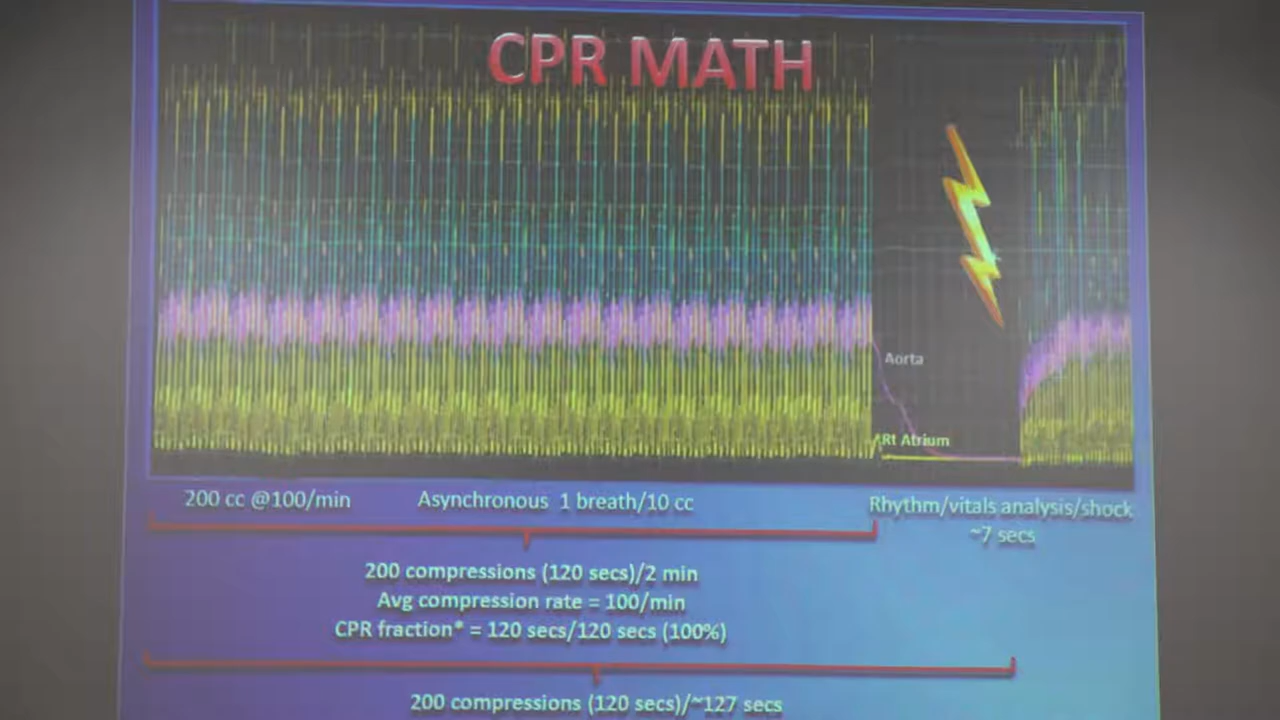 CPR MATH
Aorta
Rt Atrium
200 cc @100/min
Asynchronous 1 breath/10 cc
Rhythm/vitals analysis/shock
~7 secs
200 compressions (120 secs)/2 min
Avg compression rate = 100/min
CPR fraction* = 120 secs/120 secs (100%)
200 compressions (120 secs)/~127 secs